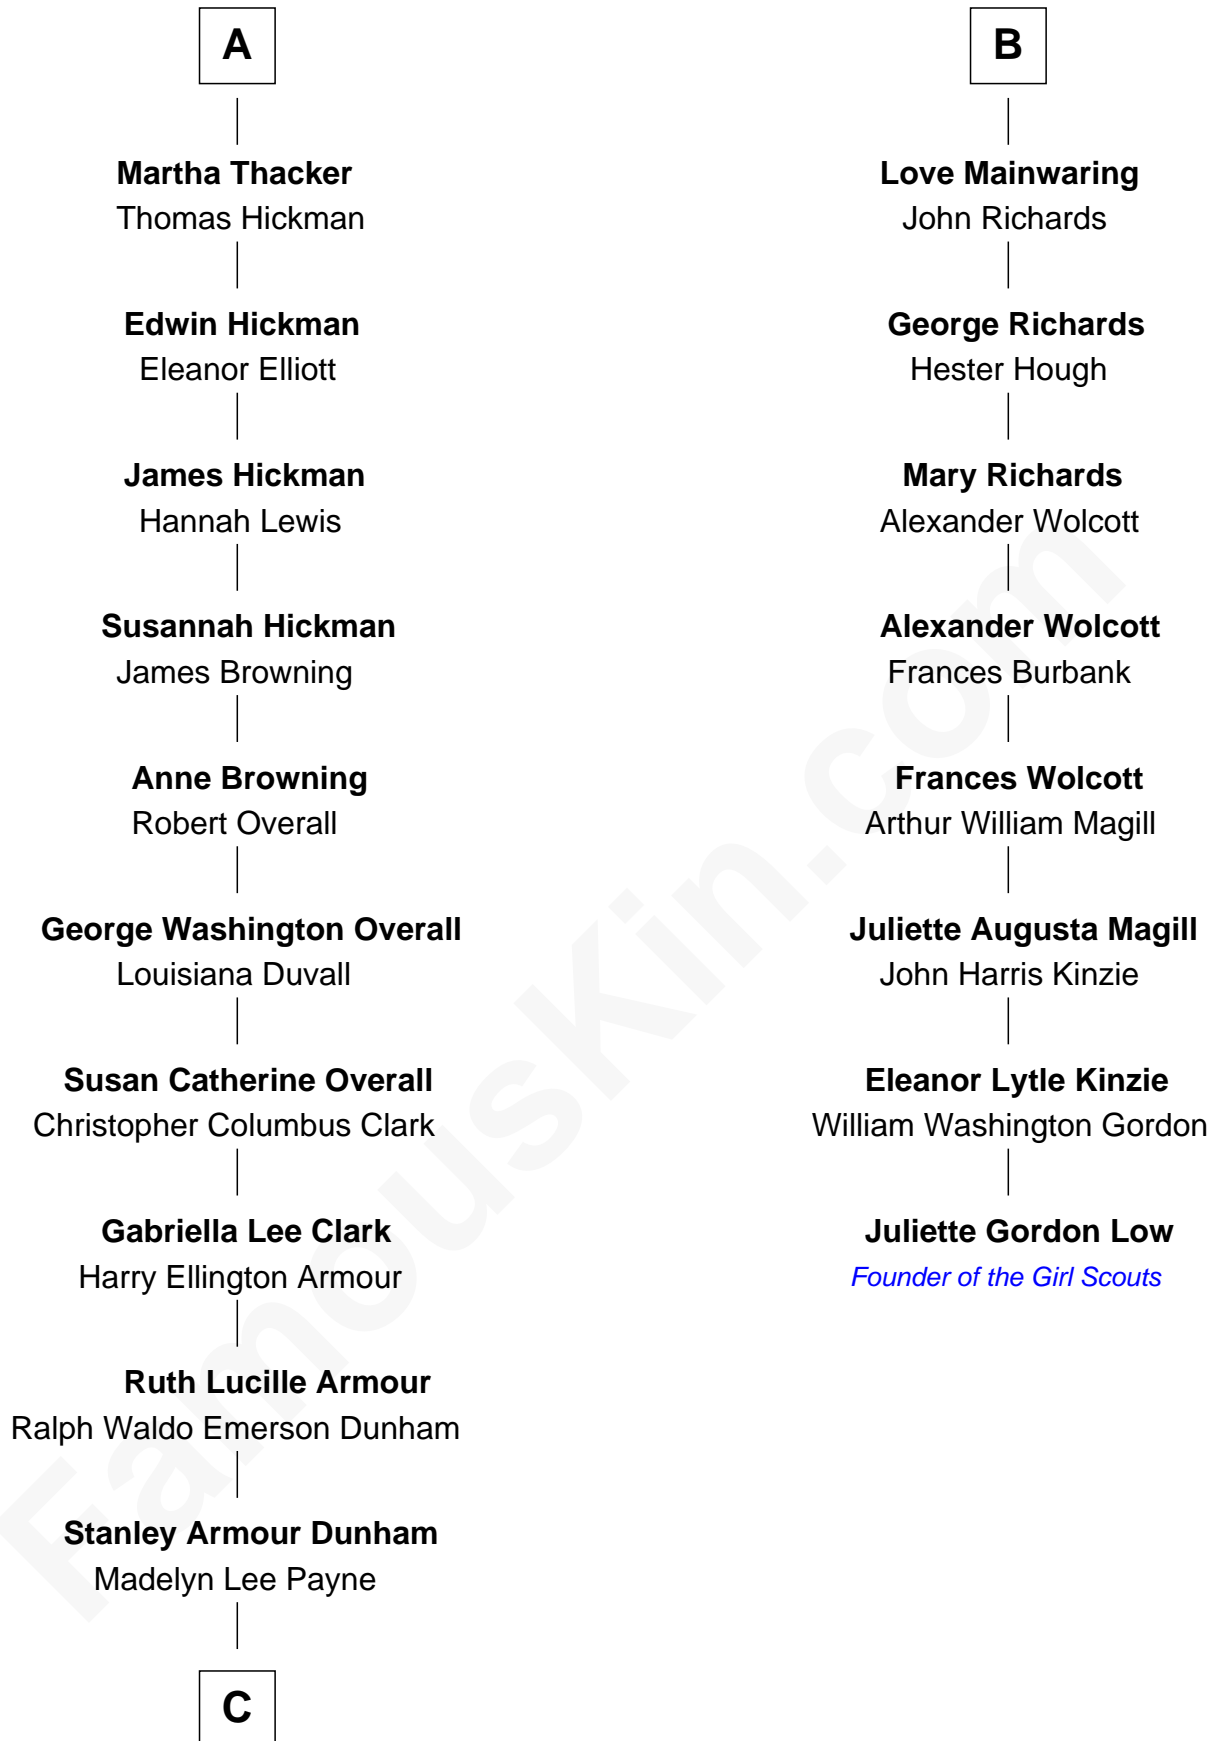 A
Martha Thacker
Thomas Hickman
Edwin Hickman
Eleanor Elliott
James Hickman
Hannah Lewis
Susannah Hickman
James Browning
Anne Browning
Robert Overall
George Washington Overall
Louisiana Duvall
Susan Catherine Overall
Christopher Columbus Clark
Gabriella Lee Clark
Harry Ellington Armour
Ruth Lucille Armour
Ralph Waldo Emerson Dunham
Stanley Armour Dunham
Madelyn Lee Payne
C
B
Love Mainwaring
John Richards
George Richards
Hester Hough
Mary Richards
Alexander Wolcott
Alexander Wolcott
Frances Burbank
Frances Wolcott
Arthur William Magill
Juliette Augusta Magill
John Harris Kinzie
Eleanor Lytle Kinzie
William Washington Gordon
Juliette Gordon Low
Founder of the Girl Scouts
FamousKin.com